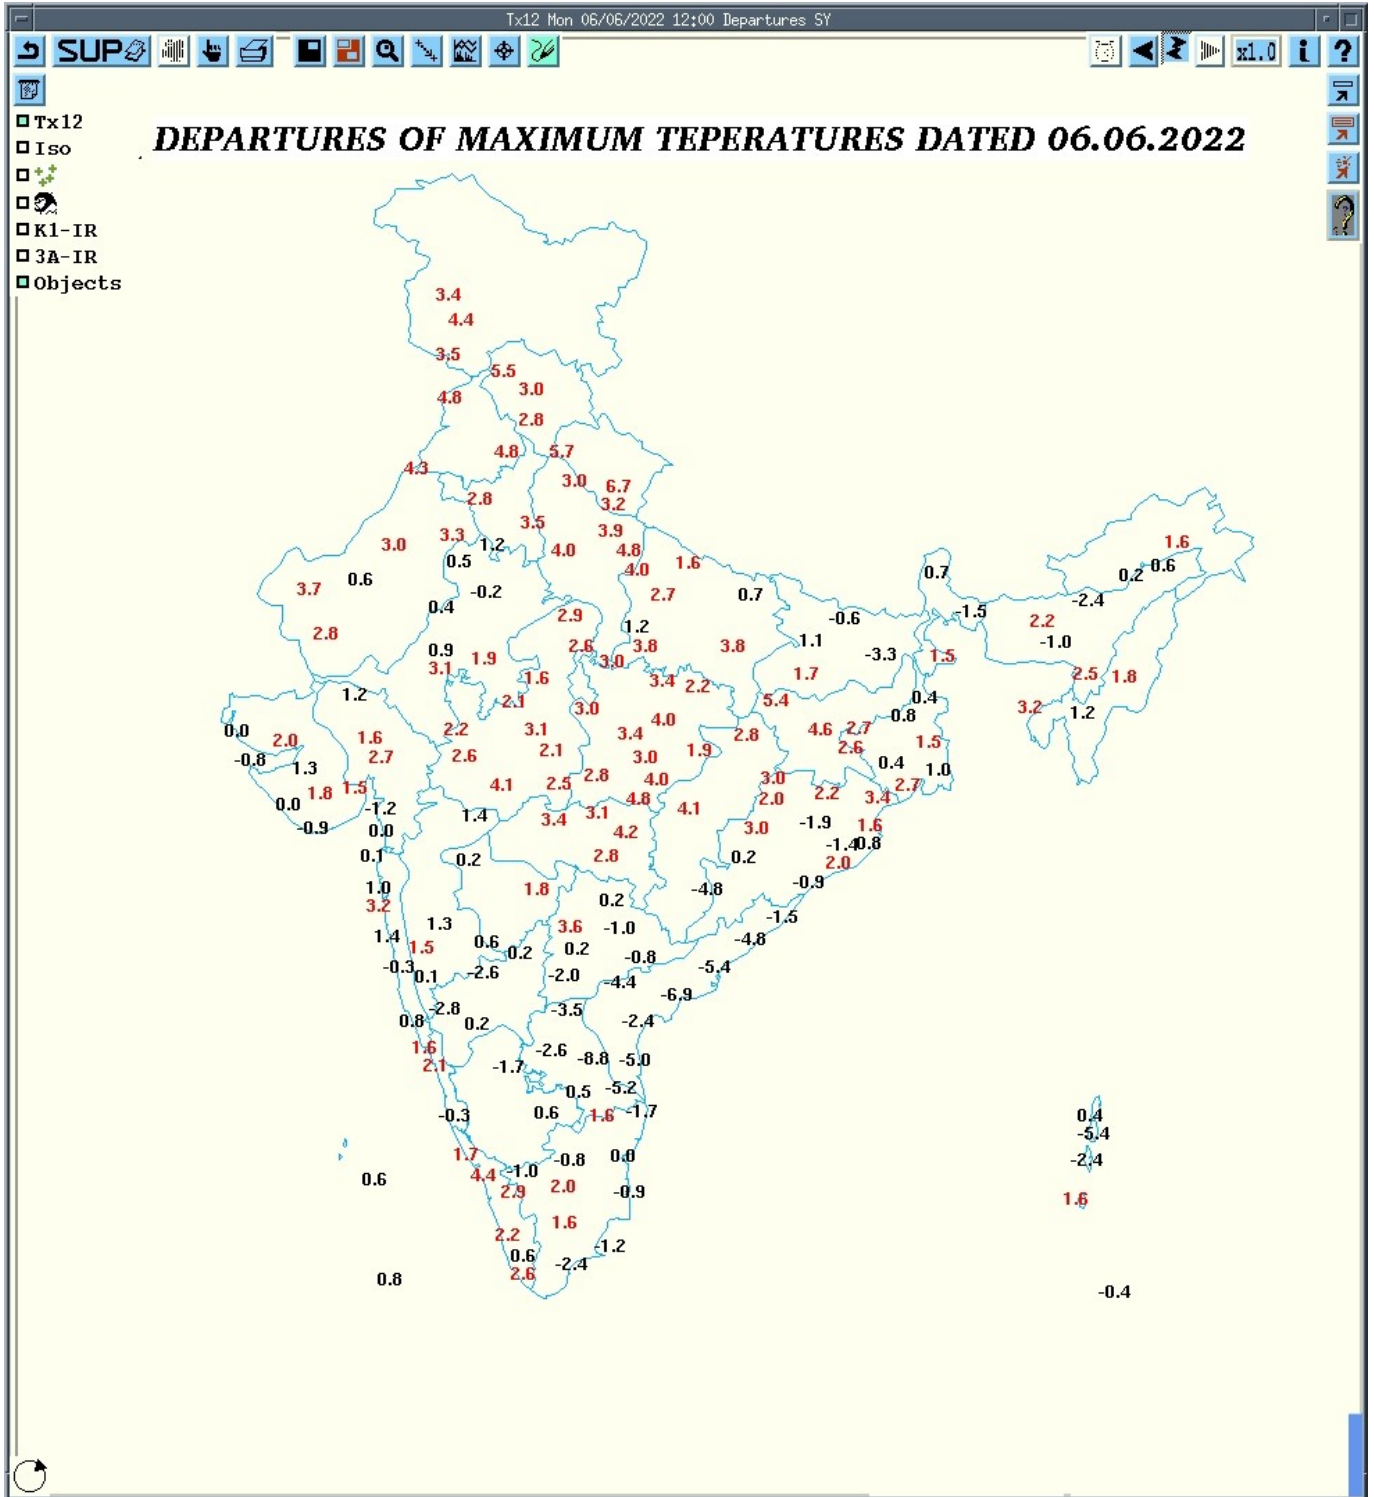 Tx12 Mon 06/06/2022 12:00 Departures SY
SUP x1.0 i ?
Tx12
DEPARTURES OF MAXIMUM TEPERATURES DATED 06.06.2022
Iso
K1-IR
3A-IR
Objects
3.4
4.4
3.5
5.5
3.0
4.8
2.8
4.8 5.7
4.3
3.0 6.7
2.8 3.2
3.5
3.3 3.9
3.0 1.2 4.0 4.8 1.6
0.5 4.0
0.6 0.7 0.2 0.6 1.6
3.7 -0.2 2.7 0.7
0.4 -2.4
2.9 -0.6 -1.5 2.2
2.8 1.2
0.9 2.6 3.8 3.8 1.1 -3.3 1.5 -1.0
3.1 1.9 3.0
1.6 1.7 2.5 1.8
3.4 2.2
1.2 2.1 5.4 0.4
3.0 0.8 3.2 1.2
0.0 2.2 3.1 4.0 4.6 2.7
2.0 1.6 3.4 2.8 2.6 1.5
-0.8 2.7 2.6 2.1 3.0 1.9
1.3 0.4 1.0
4.1 2.5 2.8 4.0 3.0 2.7
1.8 1.5 4.8 2.0 2.2 3.4
0.0 -1.2 4.1
1.4 3.4 3.1
-0.9 0.0 4.2 3.0 -1.9 1.6
0.1 0.2 2.8 0.2 -1.4 0.8
2.0
1.0 1.8 -4.8 -0.9
3.2 0.2
1.3 3.6 -1.0 -1.5
1.4 1.5 0.6 0.2 0.2 -4.8
-0.8
-0.3 0.1 -2.6 -2.0 -4.4 -5.4
-6.9
-2.8 -3.5
0.8 0.2 -2.4
1.6 -2.6
2.1 -1.7 -8.8 -5.0
0.5 -5.2
-0.3 0.6 1.6 -1.7 0.4
-5.4
1.7 -0.8 0.0 -2.4
0.6 4.4 -1.0
2.9 2.0 -0.9 1.6
1.6
2.2 -1.2
0.6 -2.4
0.8 2.6
-0.4